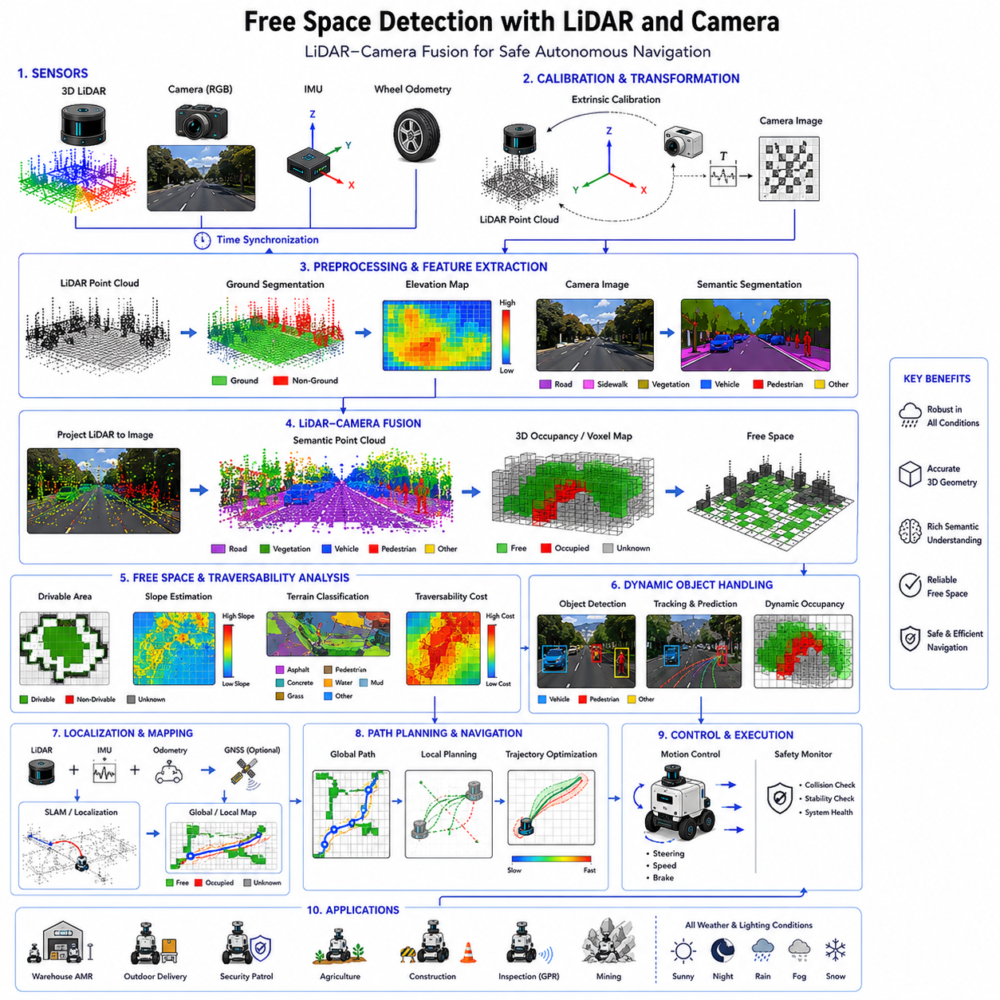 Free Space Detection with LiDAR and Camera
LiDAR–Camera Fusion for Safe Autonomous Navigation
1. SENSORS
3D LiDAR
Camera (RGB)
IMU
Wheel Odometry
Z
Y
X
Time Synchronization
2. CALIBRATION & TRANSFORMATION
Extrinsic Calibration
Camera Image
Z
Y
X
T
LiDAR Point Cloud
3. PREPROCESSING & FEATURE EXTRACTION
LiDAR Point Cloud
Ground Segmentation
Elevation Map
Camera Image
Semantic Segmentation
High
Low
Ground
Non-Ground
Road
Sidewalk
Vegetation
Vehicle
Pedestrian
Other
4. LiDAR–CAMERA FUSION
Project LiDAR to Image
Semantic Point Cloud
3D Occupancy / Voxel Map
Free Space
Road
Vegetation
Vehicle
Pedestrian
Other
Free
Occupied
Unknown
KEY BENEFITS
Robust in
All Conditions
Accurate
3D Geometry
Rich Semantic
Understanding
Reliable
Free Space
Safe & Efficient
Navigation
5. FREE SPACE & TRAVERSABILITY ANALYSIS
Drivable Area
Slope Estimation
Terrain Classification
Traversability Cost
High Slope
Low Slope
High Cost
Low Cost
Drivable
Non-Drivable
Unknown
Asphalt
Pedestrian
Concrete
Water
Mud
Grass
Other
6. DYNAMIC OBJECT HANDLING
Object Detection
Tracking & Prediction
Dynamic Occupancy
Vehicle
Pedestrian
Other
7. LOCALIZATION & MAPPING
LiDAR
IMU
Odometry
GNSS (Optional)
+
+
SLAM / Localization
Global / Local Map
Free
Occupied
Unknown
8. PATH PLANNING & NAVIGATION
Global Path
Local Planning
Trajectory Optimization
Slow
Fast
9. CONTROL & EXECUTION
Motion Control
Safety Monitor
• Collision Check
• Stability Check
• System Health
• Steering
• Speed
• Brake
10. APPLICATIONS
Warehouse AMR
Outdoor Delivery
Security Patrol
Agriculture
Construction
Inspection (GPR)
Mining
All Weather & Lighting Conditions
Sunny
Night
Rain
Fog
Snow